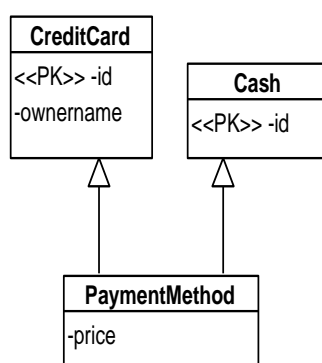 CreditCard
<<PK>> -id
-ownername
Cash
<<PK>> -id
PaymentMethod
-price